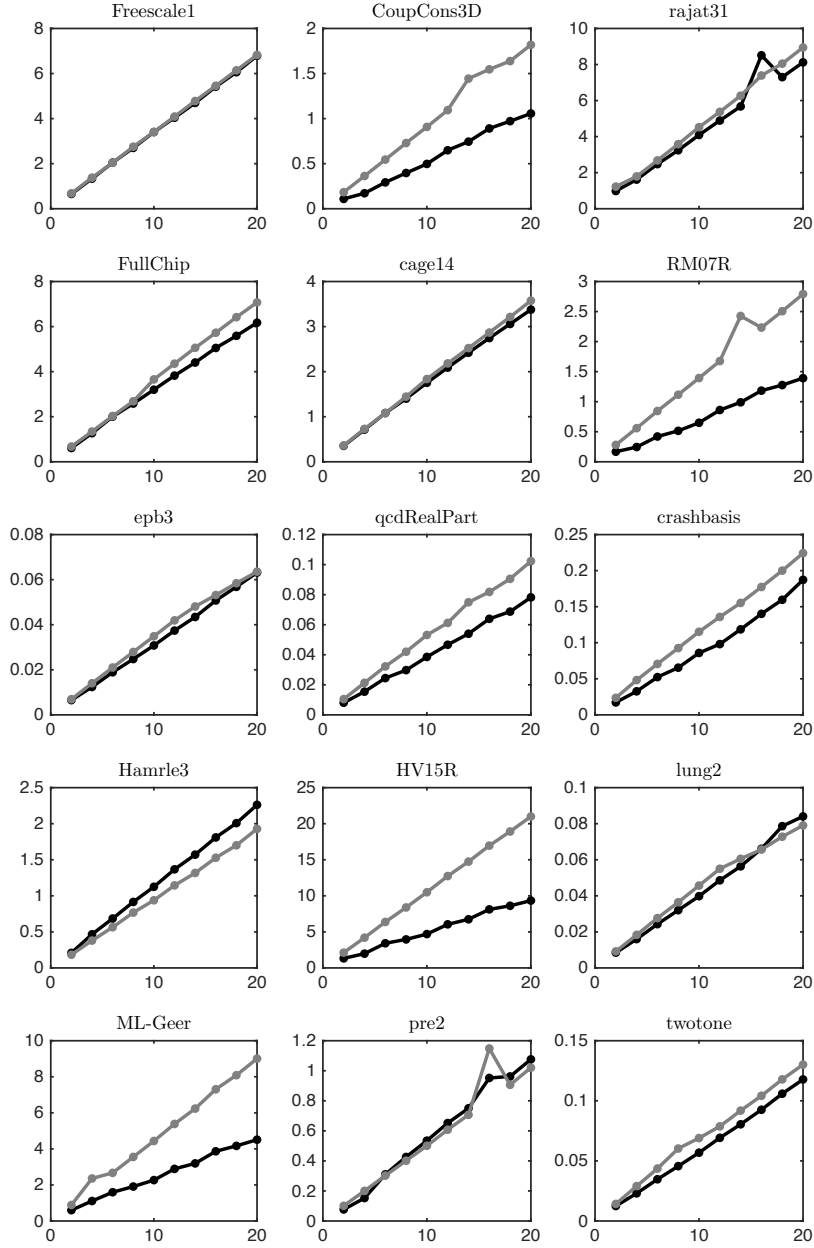 Freescale1 CoupCons3D rajat31
8 2 10
6 1.5 8
6
4 1
4
2 0.5
2
0 0 0
0 10 20 0 10 20 0 10 20
FullChip cage14 RM07R
8 4 3
2.5
6 3
2
4 2 1.5
1
2 1
0.5
0 0 0
0 10 20 0 10 20 0 10 20
epb3 qcdRealPart crashbasis
0.08 0.12 0.25
0.1
0.2
0.06
0.08
0.15
0.04 0.06
0.1
0.04
0.02
0.05
0.02
0 0 0
0 10 20 0 10 20 0 10 20
Hamrle3 HV15R lung2
2.5 25 0.1
2 20 0.08
1.5 15 0.06
1 10 0.04
0.5 5 0.02
0 0 0
0 10 20 0 10 20 0 10 20
ML-Geer pre2 twotone
10 1.2 0.15
8 1
0.1
0.8
6
0.6
4
0.4
0.05
2
0.2
0 0 0
0 10 20 0 10 20 0 10 20